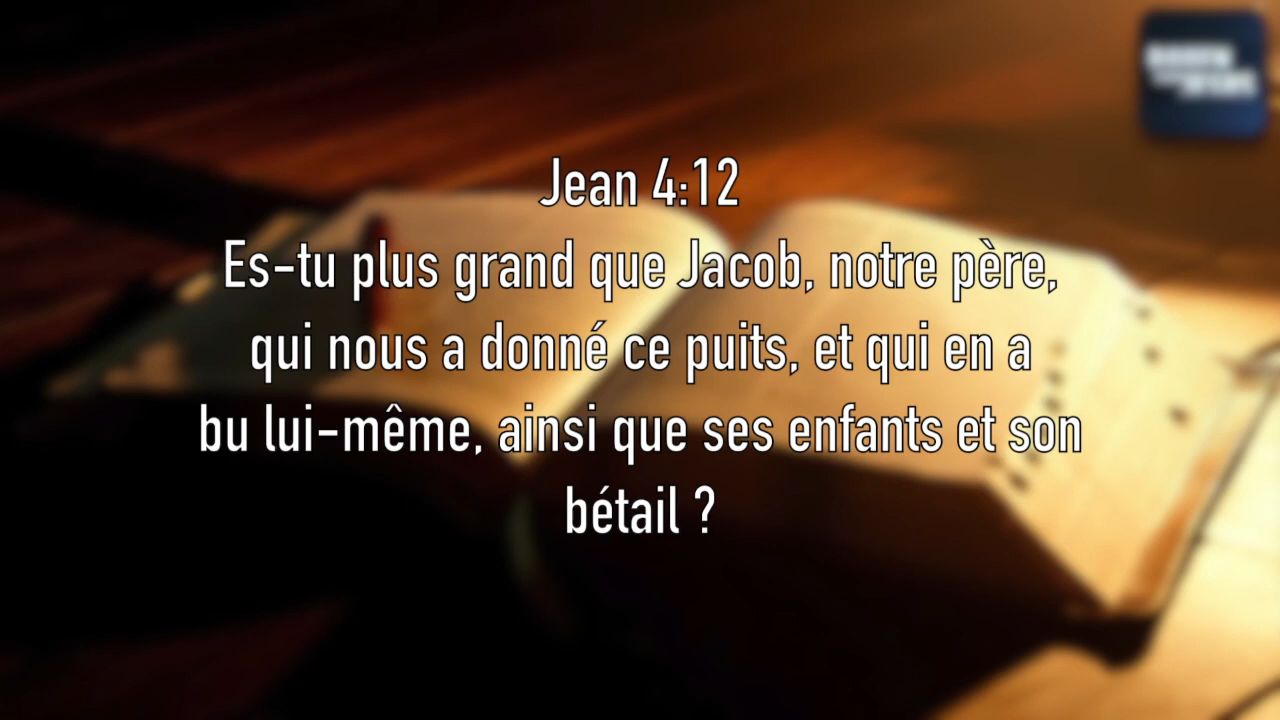 Jean 4:12
Es-tu plus grand que Jacob, notre père,
qui nous a donné ce puits, et qui en a
bu lui-même, ainsi que ses enfants et son
bétail ?